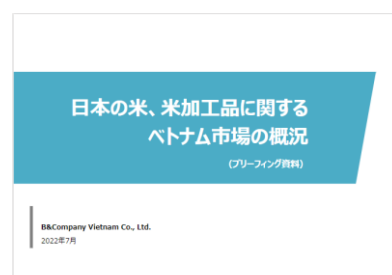 日本の米、米加工品に関する
ベトナム市場の概況
(ブリーフィング資料)
B&Company Vietnam Co., Ltd.
2022年7月